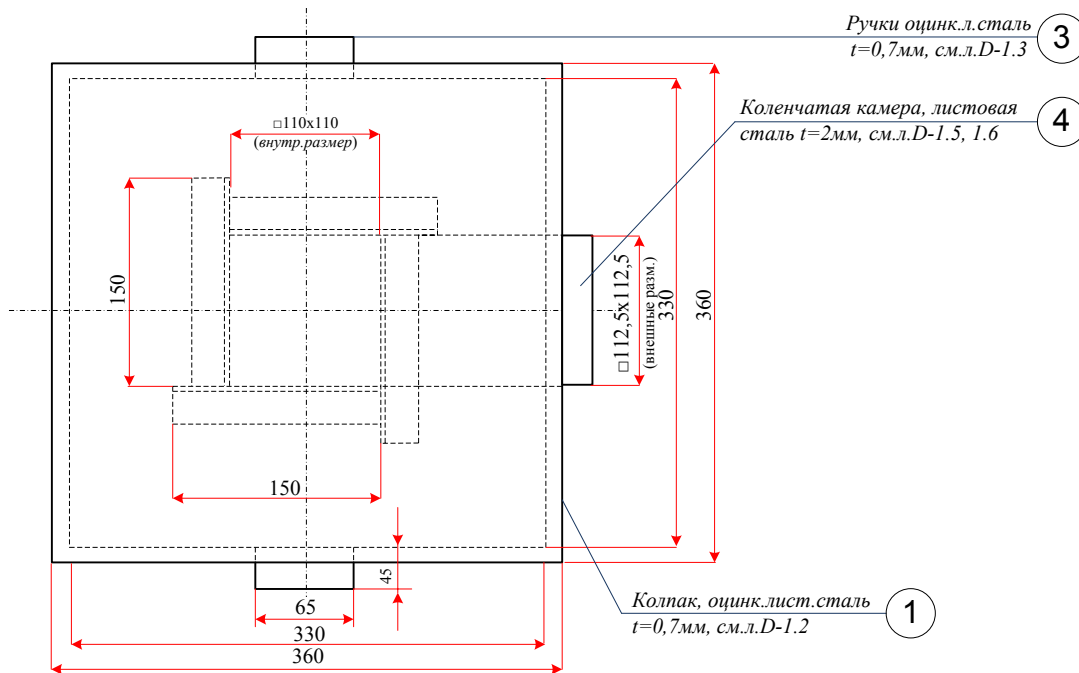 Ручки оцинк.л.сталь
t=0,7мм, см.л.D-1.3
3
Коленчатая камера, листовая
сталь t=2мм, см.л.D-1.5, 1.6
4
□110х110
(внутр.размер)
150
□112,5х112,5
(внешные разм.)
330
360
150
45
65
330
360
Колпак, оцинк.лист.сталь
t=0,7мм, см.л.D-1.2
1